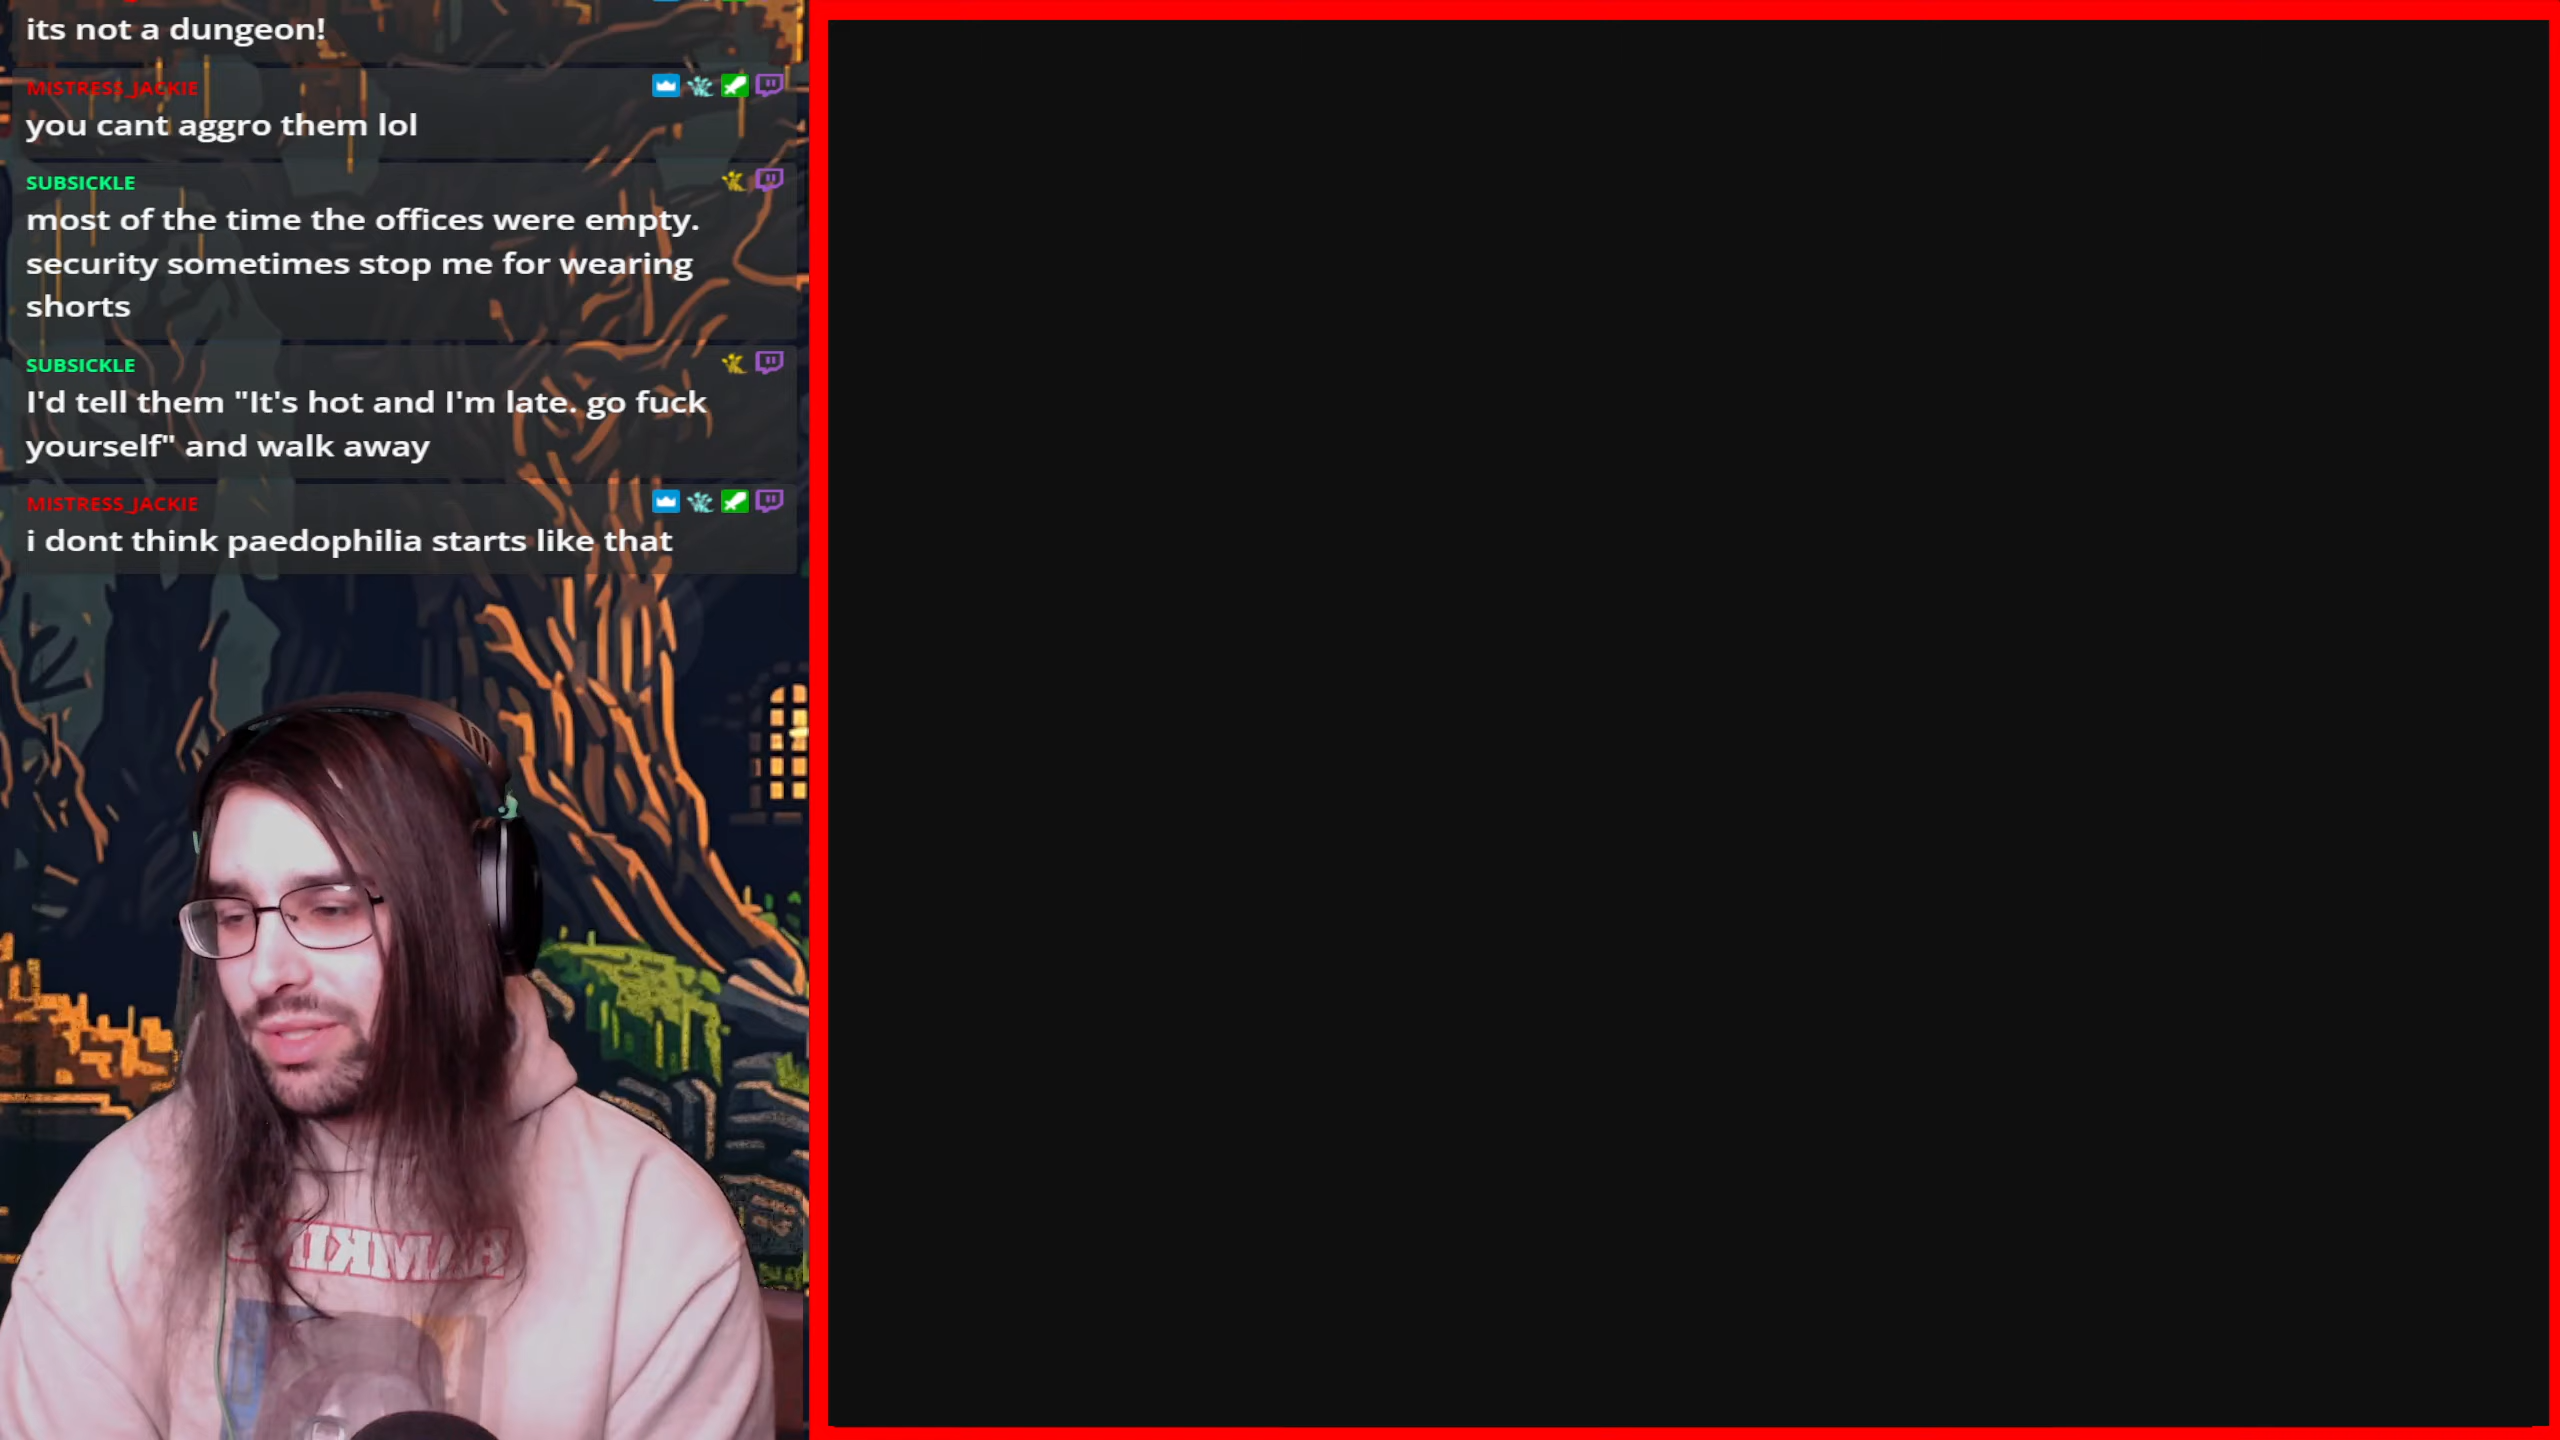 its not a dungeon!
MISTRESS_JACKIE
you cant aggro them lol
SUBSICKLE
most of the time the offices were empty.
security sometimes stop me for wearing
shorts
SUBSICKLE
I'd tell them "It's hot and I'm late. go fuck
yourself" and walk away
MISTRESS_JACKIE
i dont think paedophilia starts like that